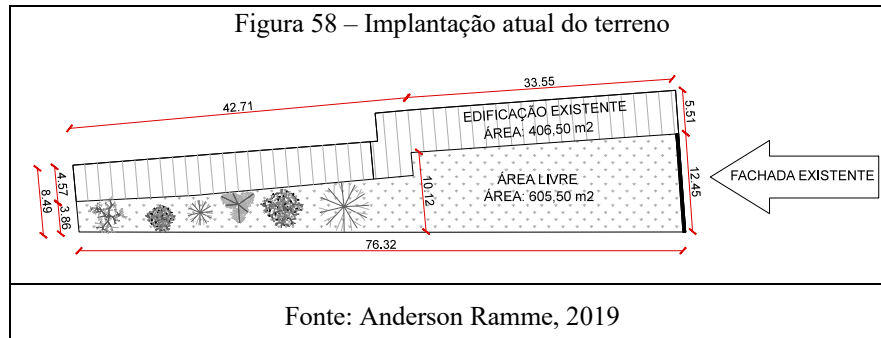 Figura 58 – Implantação atual do terreno
33.55
42.71
5.51
EDIFICAÇÃO EXISTENTE
ÁREA: 406,50 m2
12.45
FACHADA EXISTENTE
10.12
ÁREA LIVRE
ÁREA: 605,50 m2
4.57
8.49
3.86
76.32
Fonte: Anderson Ramme, 2019